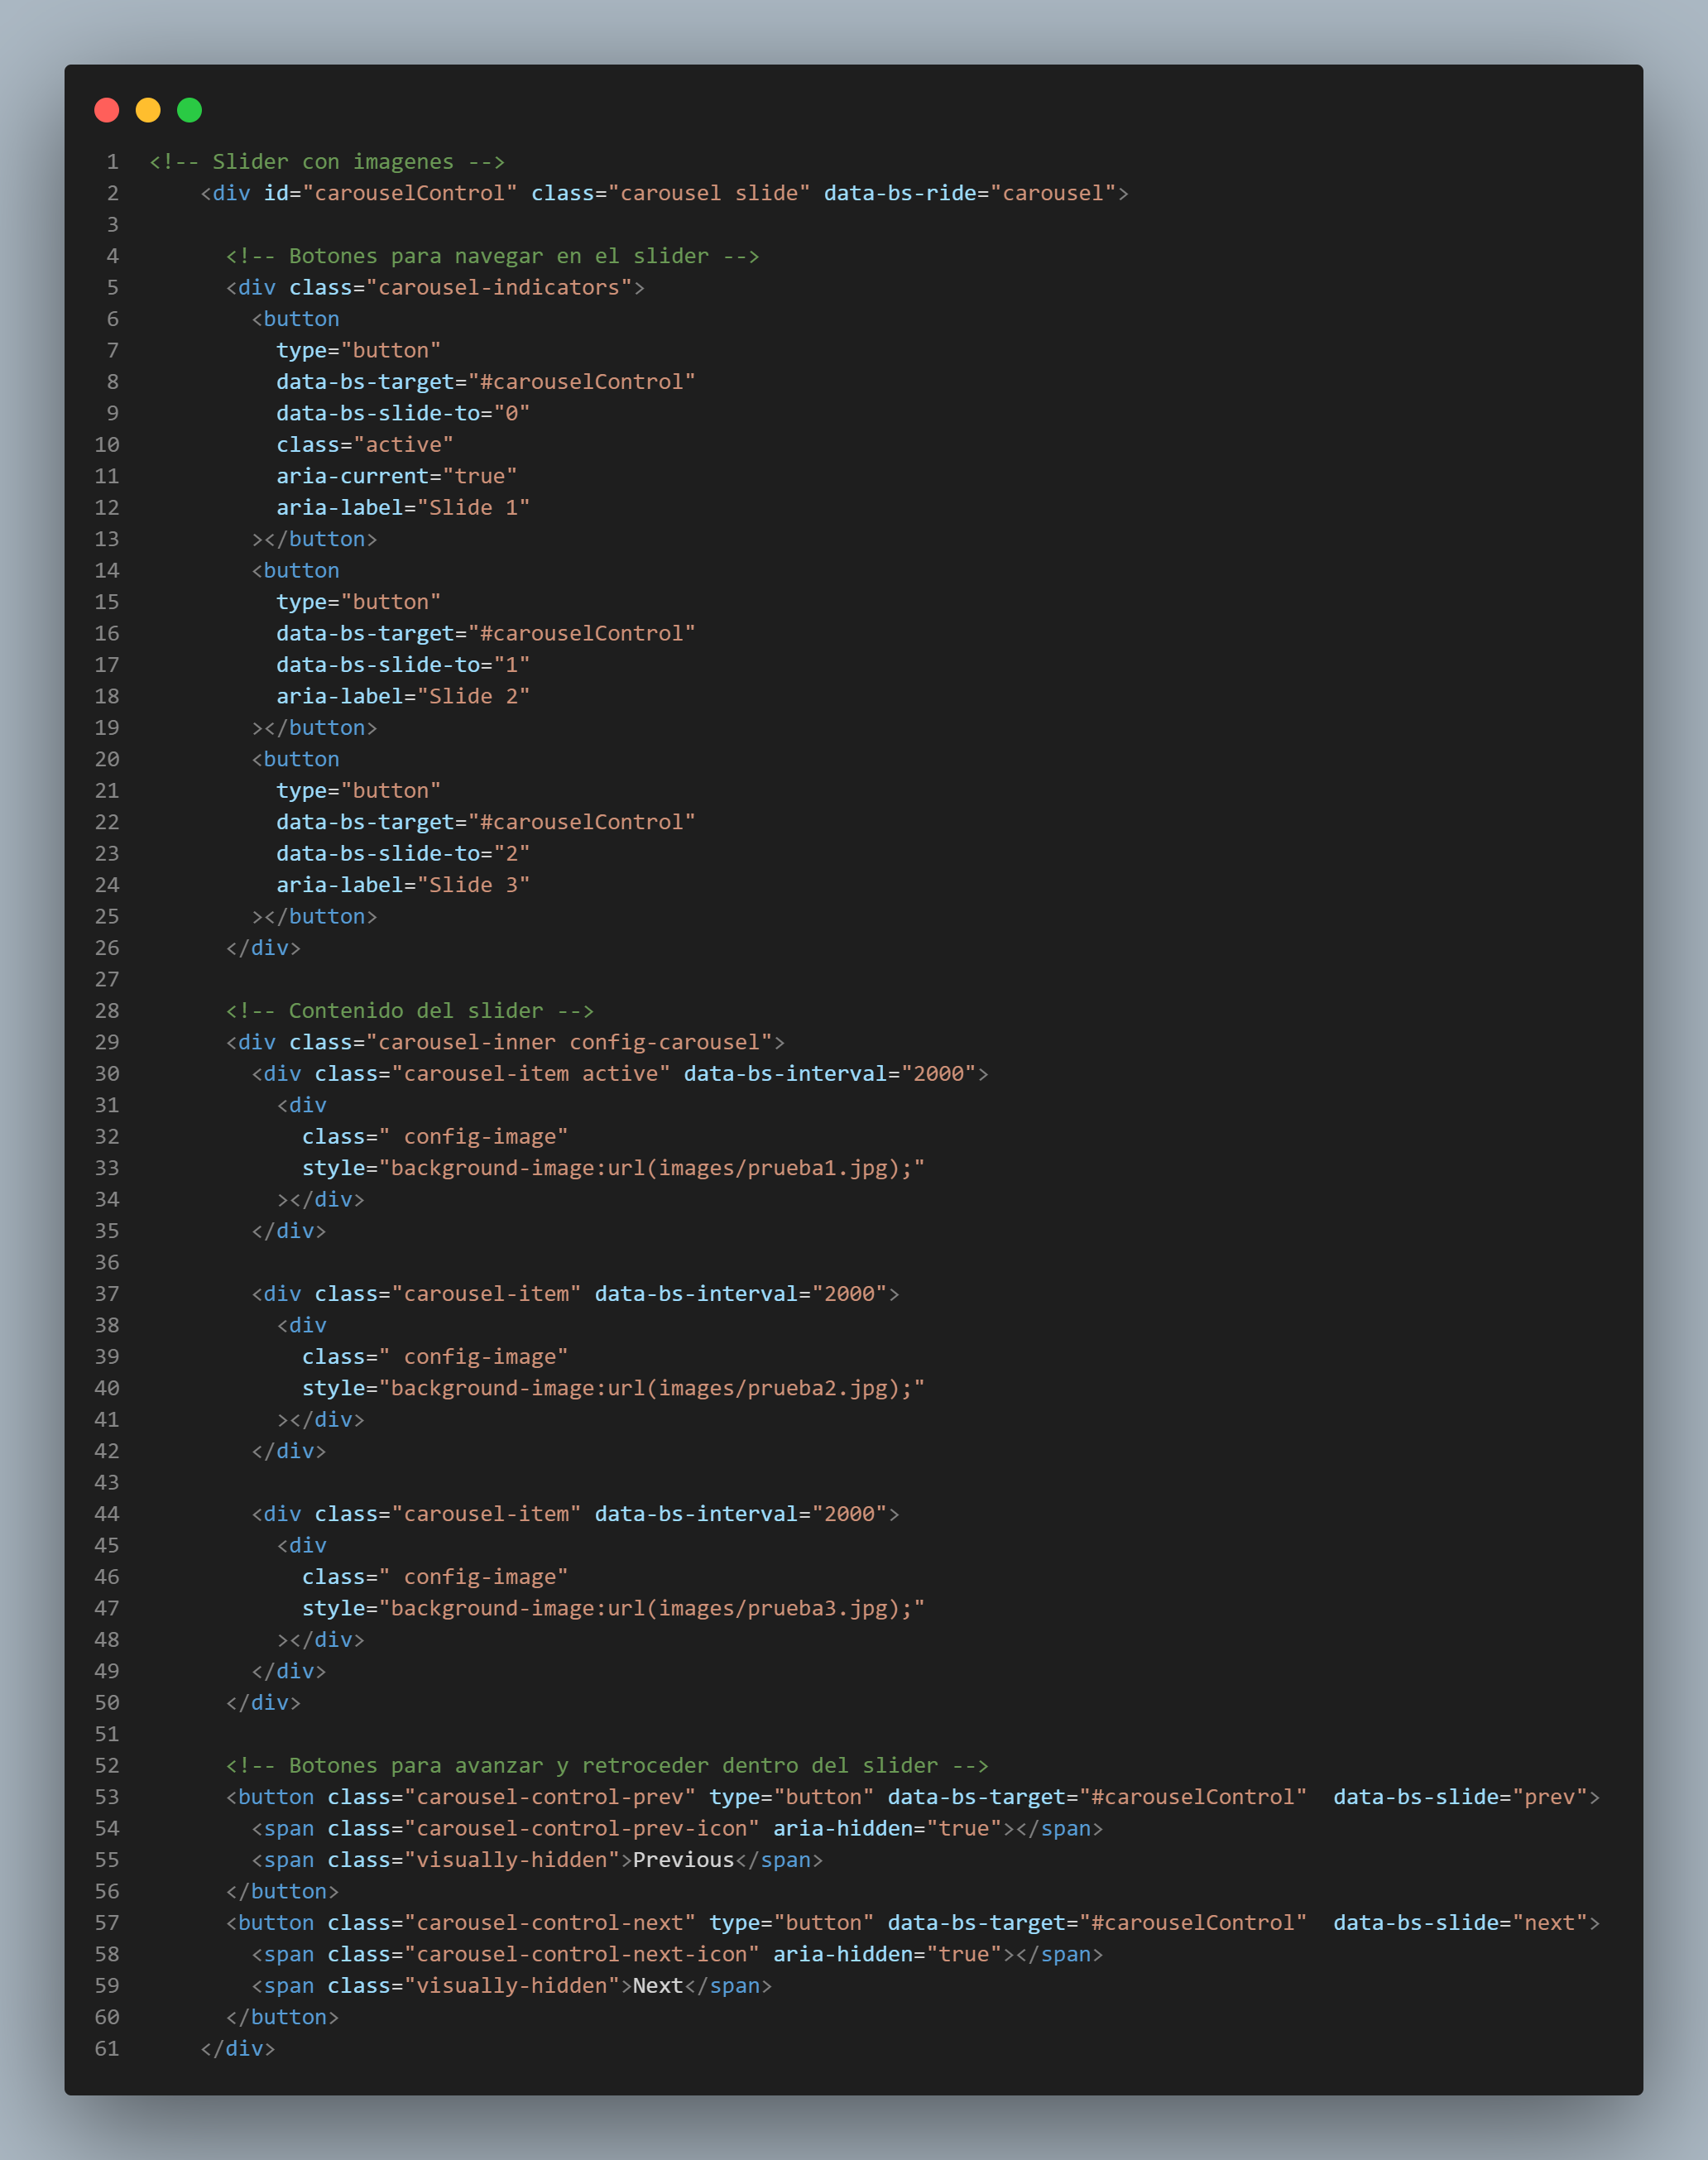 1 <!-- Slider con imagenes -->
2 <div id="carouselControl" class="carousel slide" data-bs-ride="carousel">
3
4 <!-- Botones para navegar en el slider -->
5 <div class="carousel-indicators">
6 <button
7 type="button"
8 data-bs-target="#carouselControl"
9 data-bs-slide-to="0"
10 class="active"
11 aria-current="true"
12 aria-label="Slide 1"
13 ></button>
14 <button
15 type="button"
16 data-bs-target="#carouselControl"
17 data-bs-slide-to="1"
18 aria-label="Slide 2"
19 ></button>
20 <button
21 type="button"
22 data-bs-target="#carouselControl"
23 data-bs-slide-to="2"
24 aria-label="Slide 3"
25 ></button>
26 </div>
27
28 <!-- Contenido del slider -->
29 <div class="carousel-inner config-carousel">
30 <div class="carousel-item active" data-bs-interval="2000">
31 <div
32 class=" config-image"
33 style="background-image:url(images/prueba1.jpg);"
34 ></div>
35 </div>
36
37 <div class="carousel-item" data-bs-interval="2000">
38 <div
39 class=" config-image"
40 style="background-image:url(images/prueba2.jpg);"
41 ></div>
42 </div>
43
44 <div class="carousel-item" data-bs-interval="2000">
45 <div
46 class=" config-image"
47 style="background-image:url(images/prueba3.jpg);"
48 ></div>
49 </div>
50 </div>
51
52 <!-- Botones para avanzar y retroceder dentro del slider -->
53 <button class="carousel-control-prev" type="button" data-bs-target="#carouselControl"  data-bs-slide="prev">
54 <span class="carousel-control-prev-icon" aria-hidden="true"></span>
55 <span class="visually-hidden">Previous</span>
56 </button>
57 <button class="carousel-control-next" type="button" data-bs-target="#carouselControl"  data-bs-slide="next">
58 <span class="carousel-control-next-icon" aria-hidden="true"></span>
59 <span class="visually-hidden">Next</span>
60 </button>
61 </div>